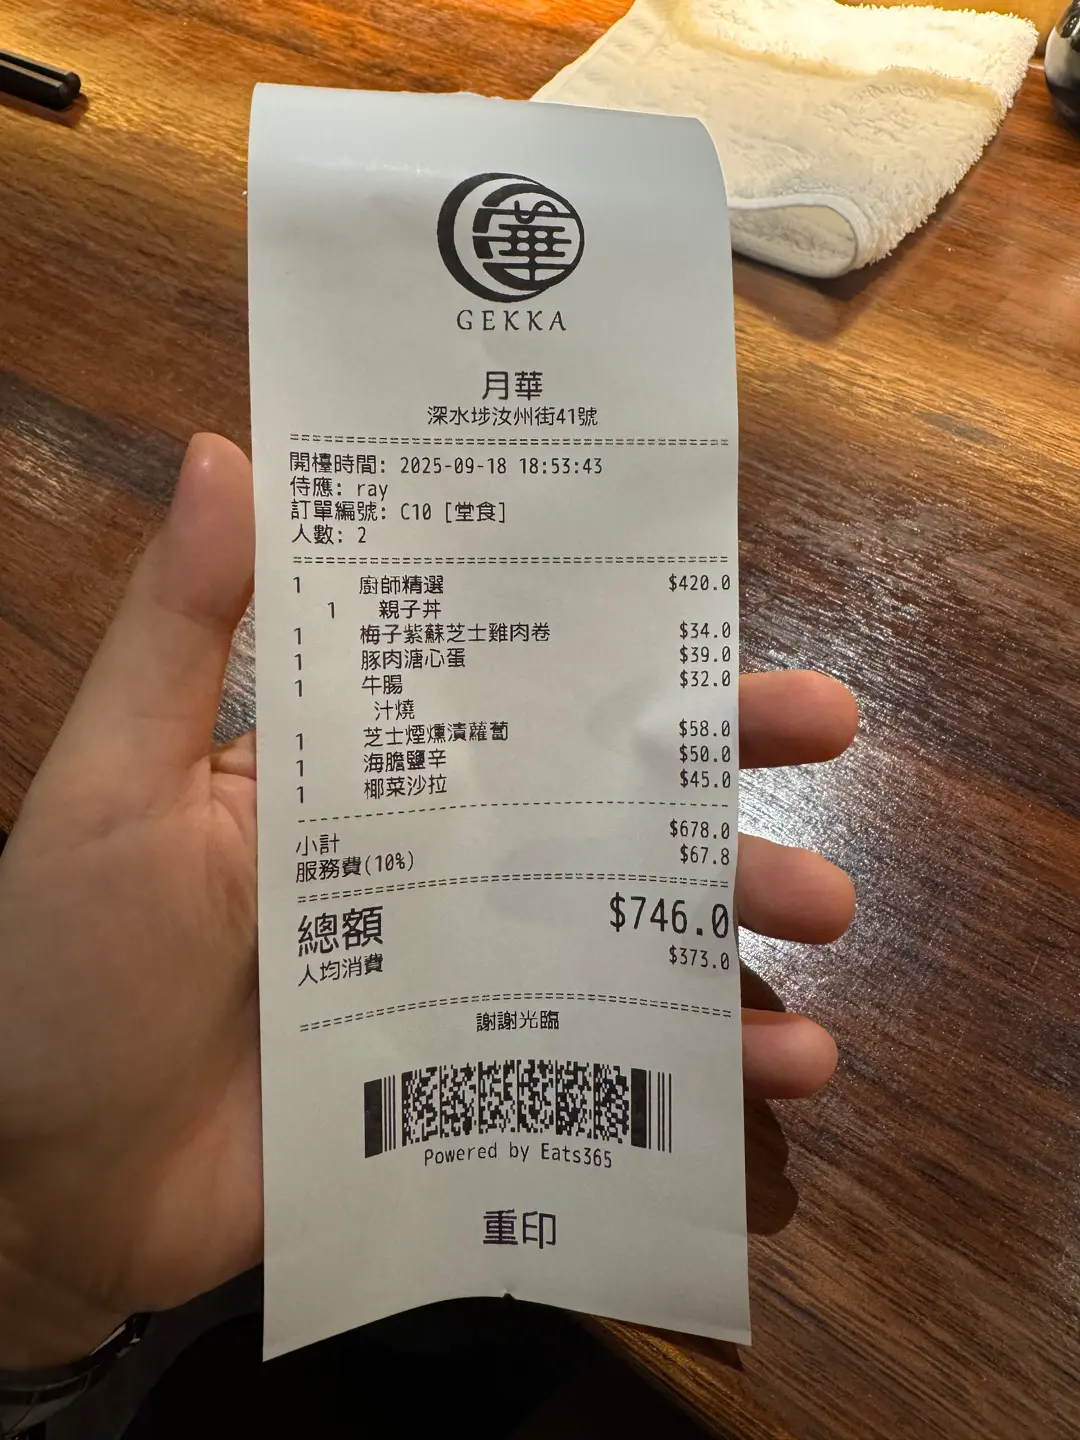 華
GEKKA
月華
深水埗汝州街41號
開檯時間: 2025-09-18 18:53:43
侍應: ray
訂單編號: C10 [堂食]
人數: 2
1 廚師精選 $420.0
1 親子丼
1 梅子紫蘇芝士雞肉卷 $34.0
1 豚肉溏心蛋 $39.0
1 牛腸 $32.0
汁燒
1 芝士煙燻漬蘿蔔 $58.0
1 海膽鹽辛 $50.0
1 椰菜沙拉 $45.0
小計 $678.0
服務費(10%) $67.8
總額 $746.0
人均消費 $373.0
謝謝光臨
Powered by Eats365
重印